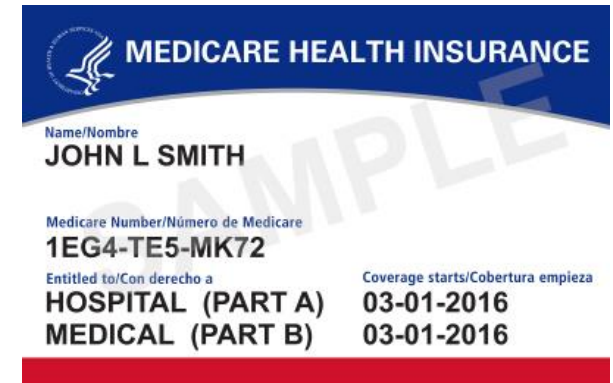 MEDICARE HEALTH INSURANCE
Name/Nombre
JOHN L SMITH
Medicare Number/Número de Medicare
1EG4-TE5-MK72
Entitled to/Con derecho a Coverage starts/Cobertura empieza
HOSPITAL (PART A) 03-01-2016
MEDICAL (PART B) 03-01-2016
SAMPLE